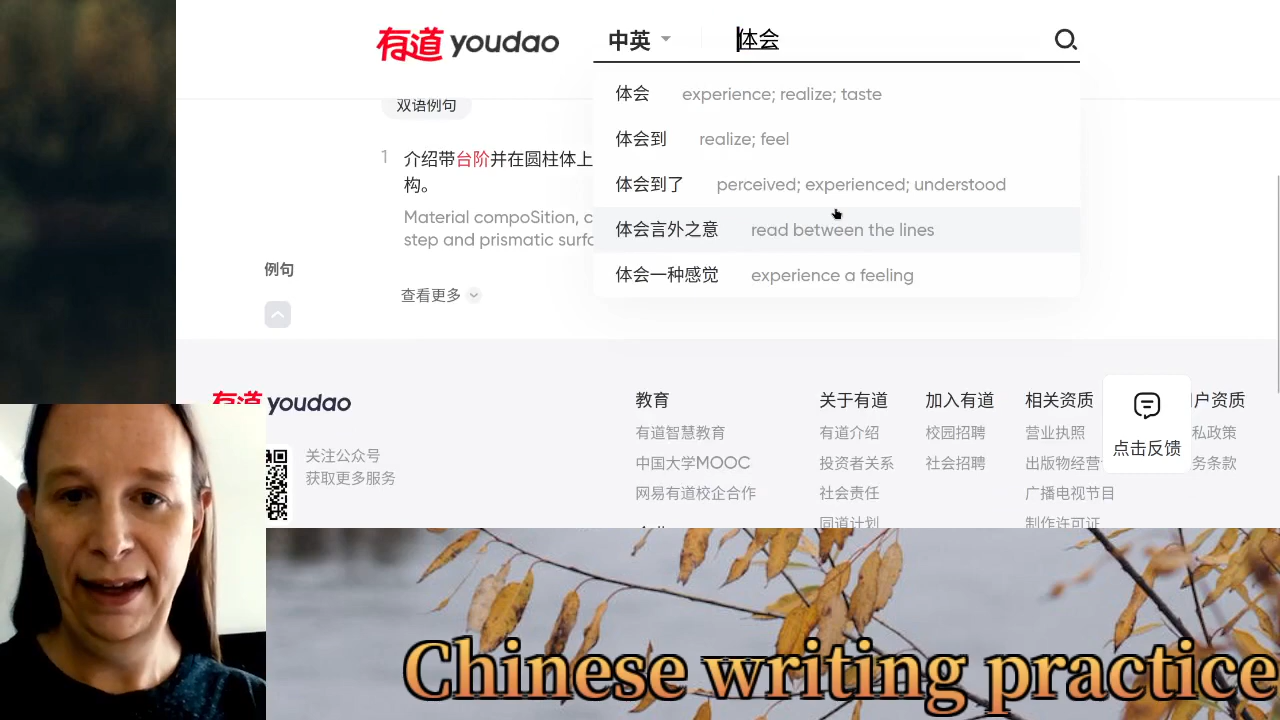 有道 youdao
中英
体会
体会 experience; realize; taste
体会到 realize; feel
体会到了 perceived; experienced; understood
体会言外之意 read between the lines
体会一种感觉 experience a feeling
双语例句
1 介绍带台阶并在圆柱体上
构。
Material compoSition, c
step and prismatic surfa
例句
查看更多
有道 youdao
关注公众号
获取更多服务
教育
有道智慧教育
中国大学MOOC
网易有道校企合作
关于有道
有道介绍
投资者关系
社会责任
同道计划
加入有道
校园招聘
社会招聘
相关资质
营业执照
出版物经营
广播电视节目
制作许可证
户资质
私政策
务条款
点击反馈
Chinese writing practice